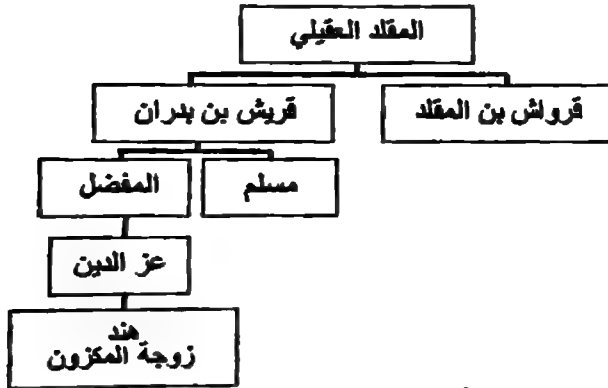 المقلد العقيلي
قرواش بن المقلد
قريش بن بدران
مسلم
المفضل
عز الدين
هند
زوجة المكزون